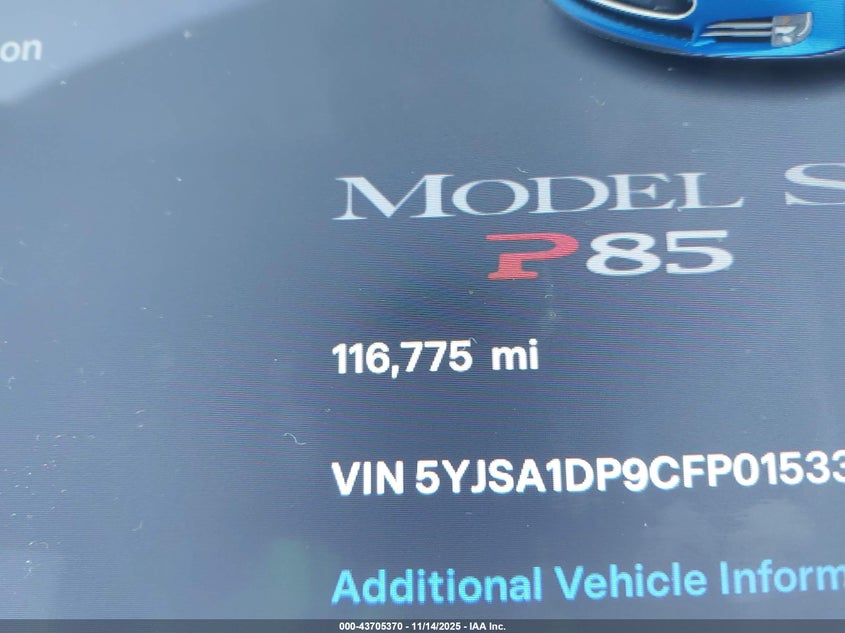 on
MODEL S
P85
116,775 mi
VIN 5YJSA1DP9CFP01533
Additional Vehicle Inform
000-43705370 - 11/14/2025 - IAA Inc.